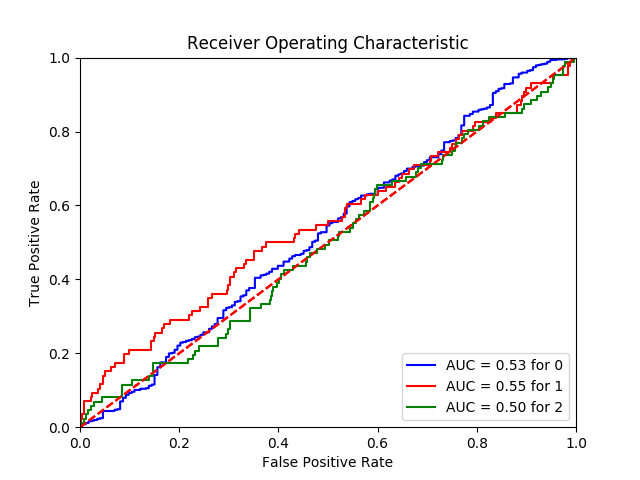 Receiver Operating Characteristic
True Positive Rate
1.0
0.8
0.6
0.4
0.2
0.0
AUC = 0.53 for 0
AUC = 0.55 for 1
AUC = 0.50 for 2
0.0 0.2 0.4 0.6 0.8 1.0
False Positive Rate